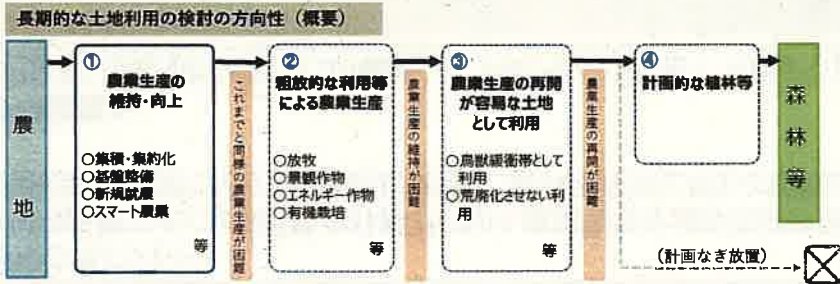 長期的な土地利用の検討の方向性(概要)
農地
①
農業生産の
維持・向上
○集積・集約化
○基盤整備
○新規就農
○スマート農業
等
これまでと同様の農業生産が困難
②
粗放的な利用等
による農業生産
○放牧
○景観作物
○エネルギー作物
○有機栽培
等
農業生産の維持が困難
③
農業生産の再開
が容易な土地
として利用
○鳥獣緩衝帯として
利用
○荒廃化させない利
用
等
農業生産の再開が困難
④
計画的な植林等
森林等
(計画なき放置)